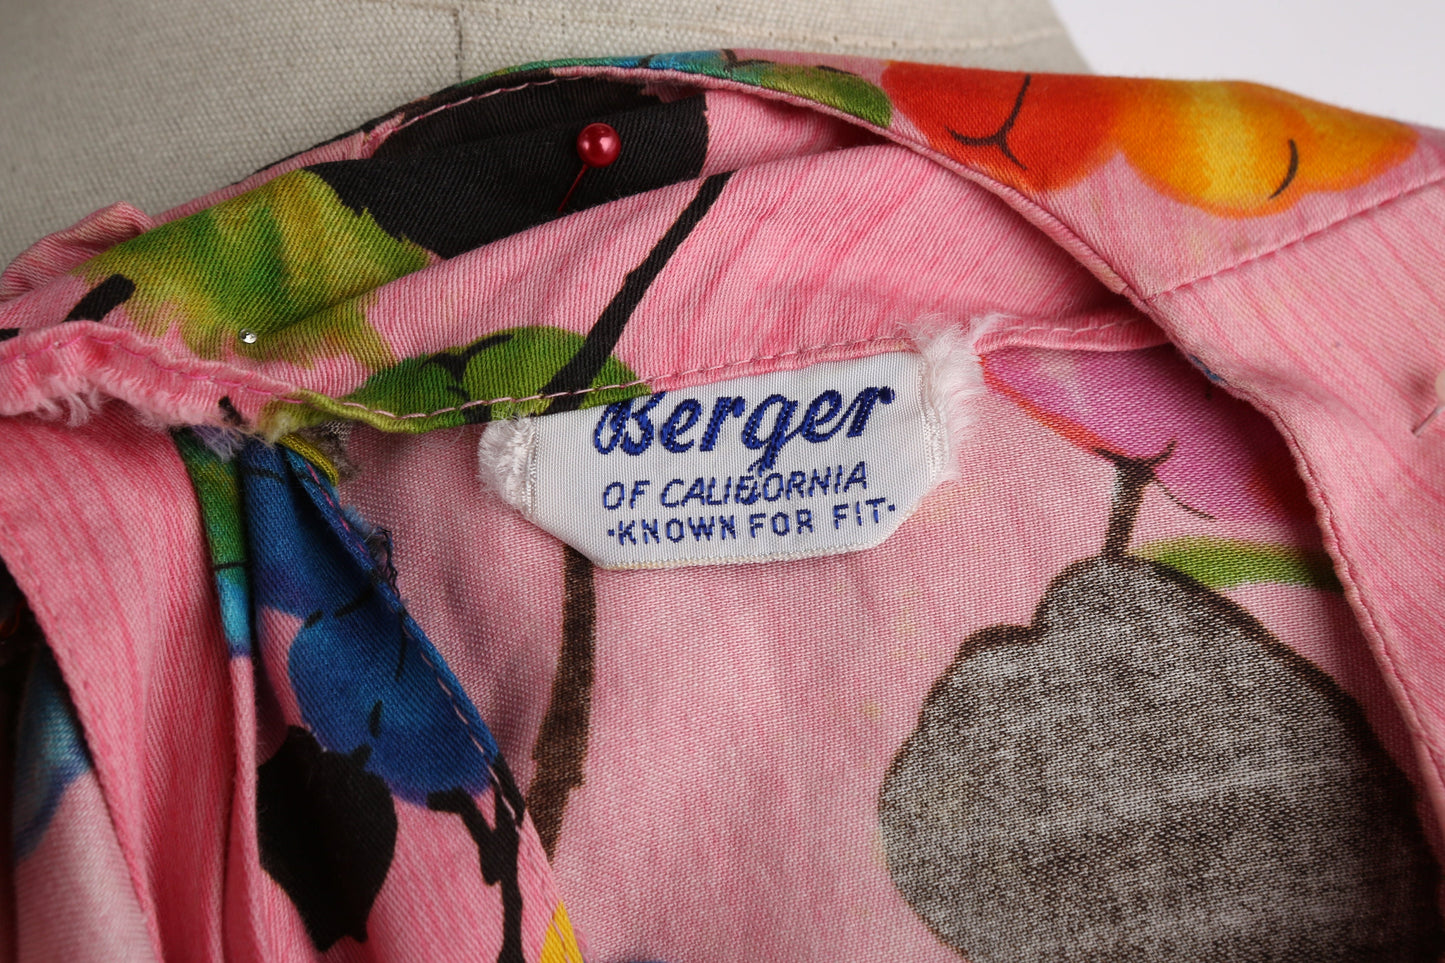 Berger
OF CALIFORNIA
·KNOWN FOR FIT·